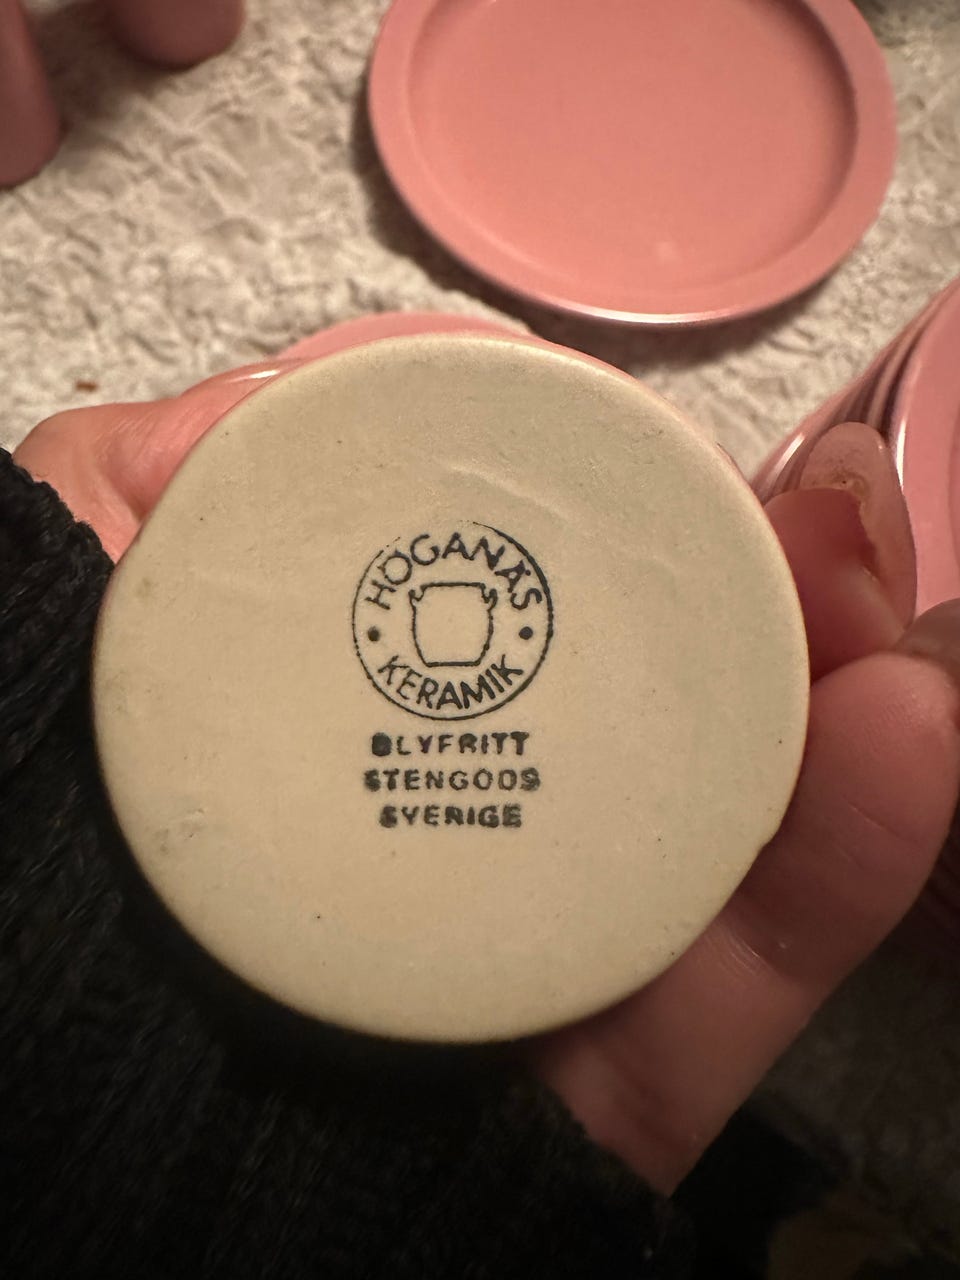 HÖGANÄS
KERAMIK
BLYFRITT
STENGODS
SVERIGE